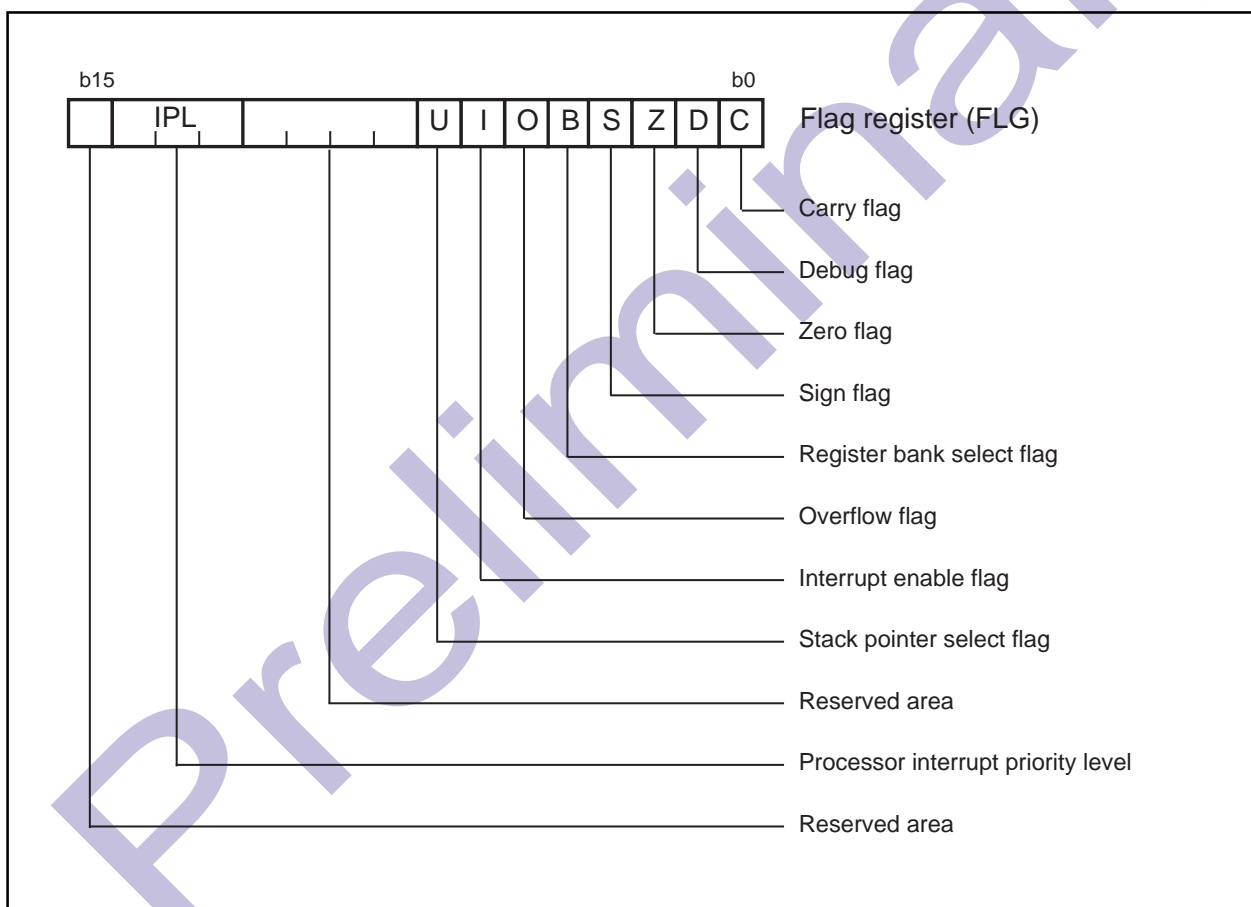 b15 b0
IPL U I O B S Z D C Flag register (FLG)
Carry flag
Debug flag
Zero flag
Sign flag
Register bank select flag
Overflow flag
Interrupt enable flag
Stack pointer select flag
Reserved area
Processor interrupt priority level
Reserved area